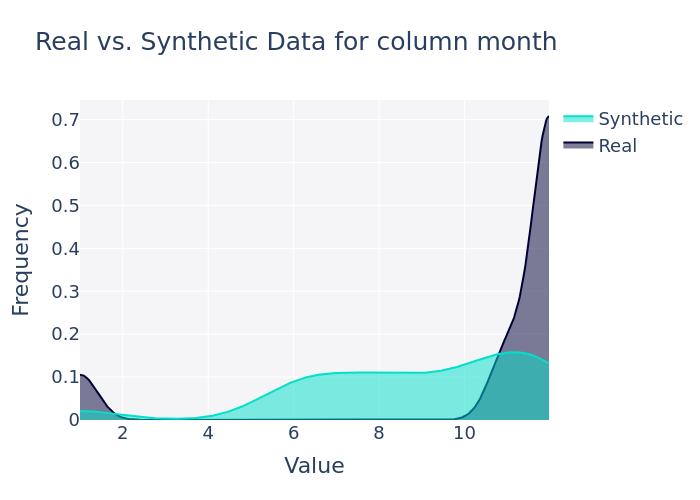 Real vs. Synthetic Data for column month
Synthetic
Real
Frequency
0.7
0.6
0.5
0.4
0.3
0.2
0.1
0
2
4
6
8
10
Value